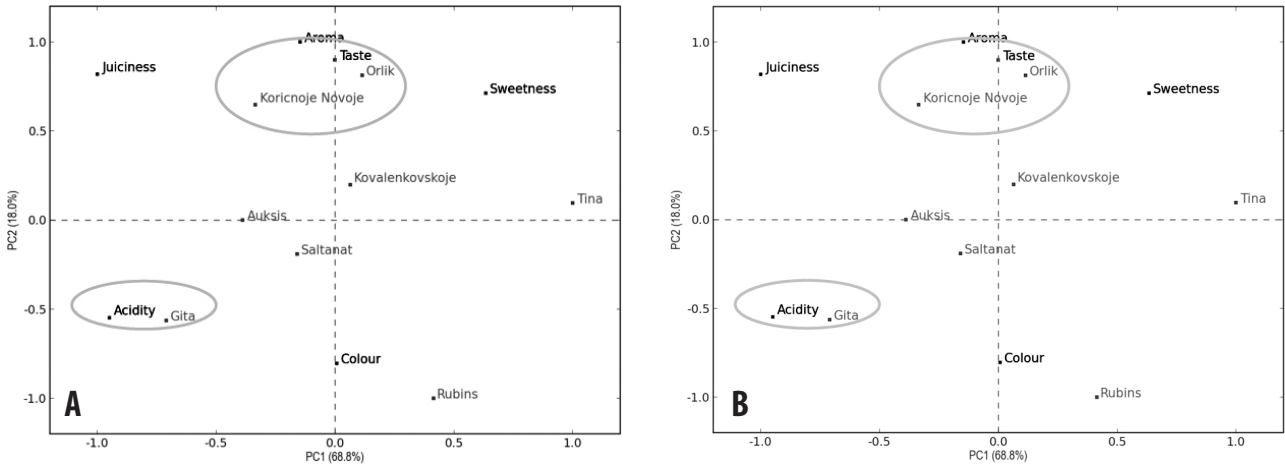 Aroma
1.0
Taste
Juiciness
Orlik
Sweetness
Koricnoje Novoje
0.5
PC2 (18.0%)
Kovalenkovskoje
Tina
Auksis
0.0
Saltanat
-0.5
Acidity
Gita
Colour
Rubins
-1.0
A
-1.0
-0.5
0.0
0.5
1.0
PC1 (68.8%)
Aroma
1.0
Taste
Juiciness
Orlik
Sweetness
Koricnoje Novoje
0.5
PC2 (18.0%)
Kovalenkovskoje
Tina
Auksis
0.0
Saltanat
-0.5
Acidity
Gita
Colour
Rubins
-1.0
B
-1.0
-0.5
0.0
0.5
1.0
PC1 (68.8%)